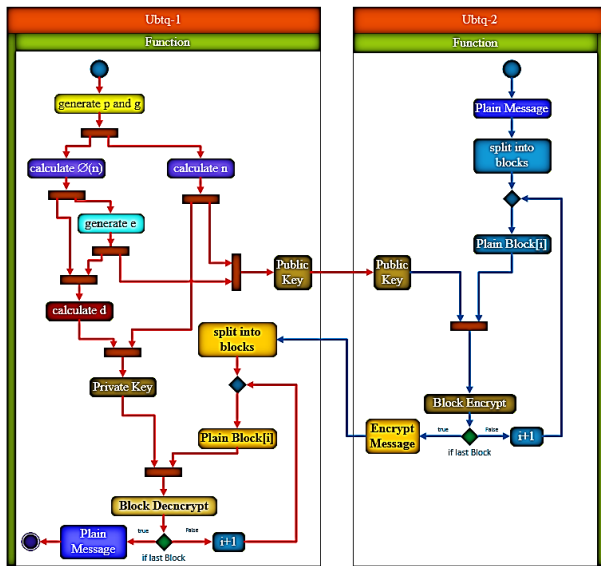 Ubtq-1
Function
generate p and g
calculate Ø(n)
calculate n
generate e
Public
Key
calculate d
split into
blocks
Private Key
Plain Block[i]
Block Decncrypt
Plain
Message
true
False
i+1
if last Block
Ubtq-2
Function
Plain Message
split into
blocks
Plain Block[i]
Public
Key
Block Encrypt
Encrypt
Message
true
False
i+1
if last Block